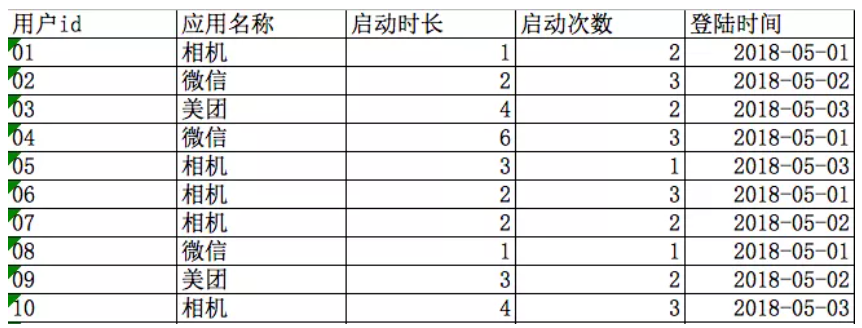 用户id 应用名称 启动时长 启动次数 登陆时间
01 相机 1 2 2018-05-01
02 微信 2 3 2018-05-02
03 美团 4 2 2018-05-03
04 微信 6 3 2018-05-01
05 相机 3 1 2018-05-03
06 相机 2 3 2018-05-01
07 相机 2 2 2018-05-02
08 微信 1 1 2018-05-01
09 美团 3 2 2018-05-02
10 相机 4 3 2018-05-03